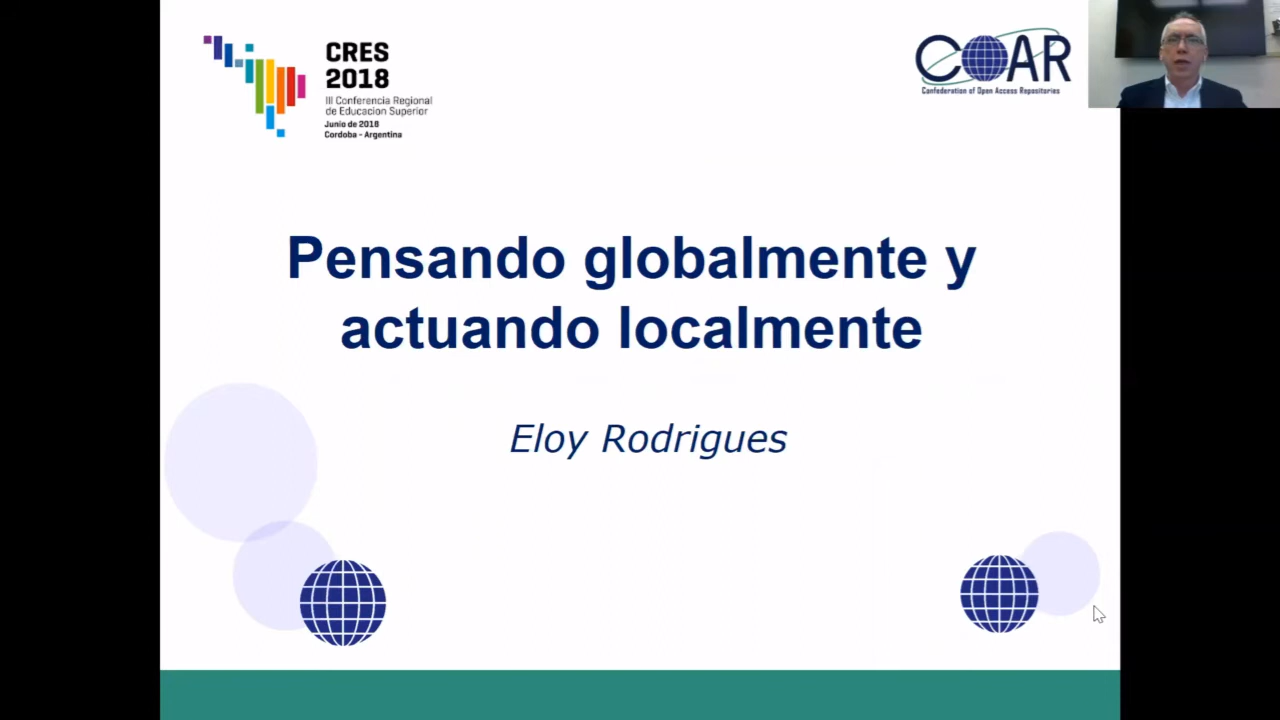 CRES
2018
III Conferencia Regional
de Educacion Superior
Junio de 2018
Cordoba - Argentina
COAR
Confederation of Open Access Repositories
Pensando globalmente y
actuando localmente
Eloy Rodrigues